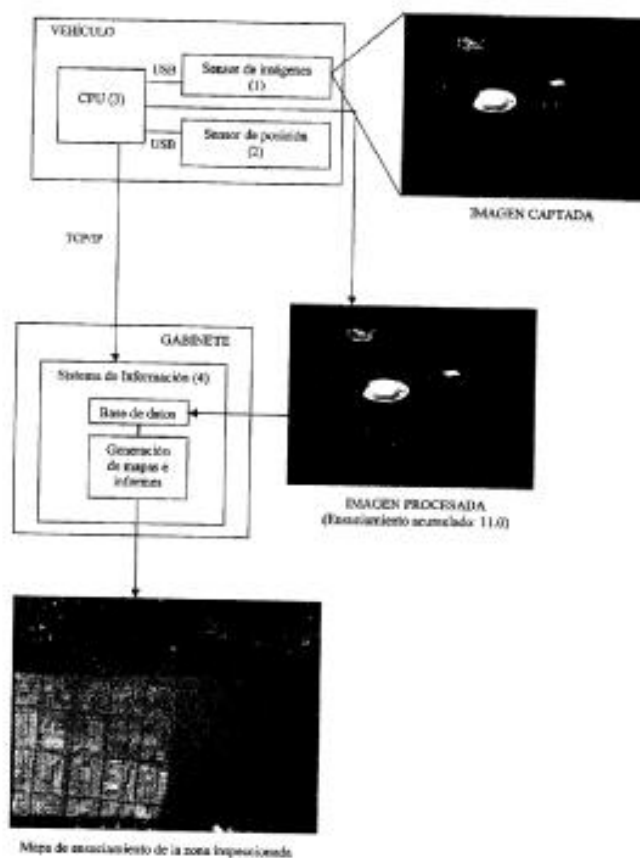 VEHÍCULO
USB
Sensor de imágenes
(1)
CPU (3)
Sensor de posición
(2)
USB
IMAGEN CAPTADA
TCP/IP
GABINETE
Sistema de Información (4)
Base de datos
Generación
de mapas e
informes
IMAGEN PROCESADA
(Ensuciamiento acumulado: 11.0)
Mapa de ensuciamiento de la zona inspeccionada